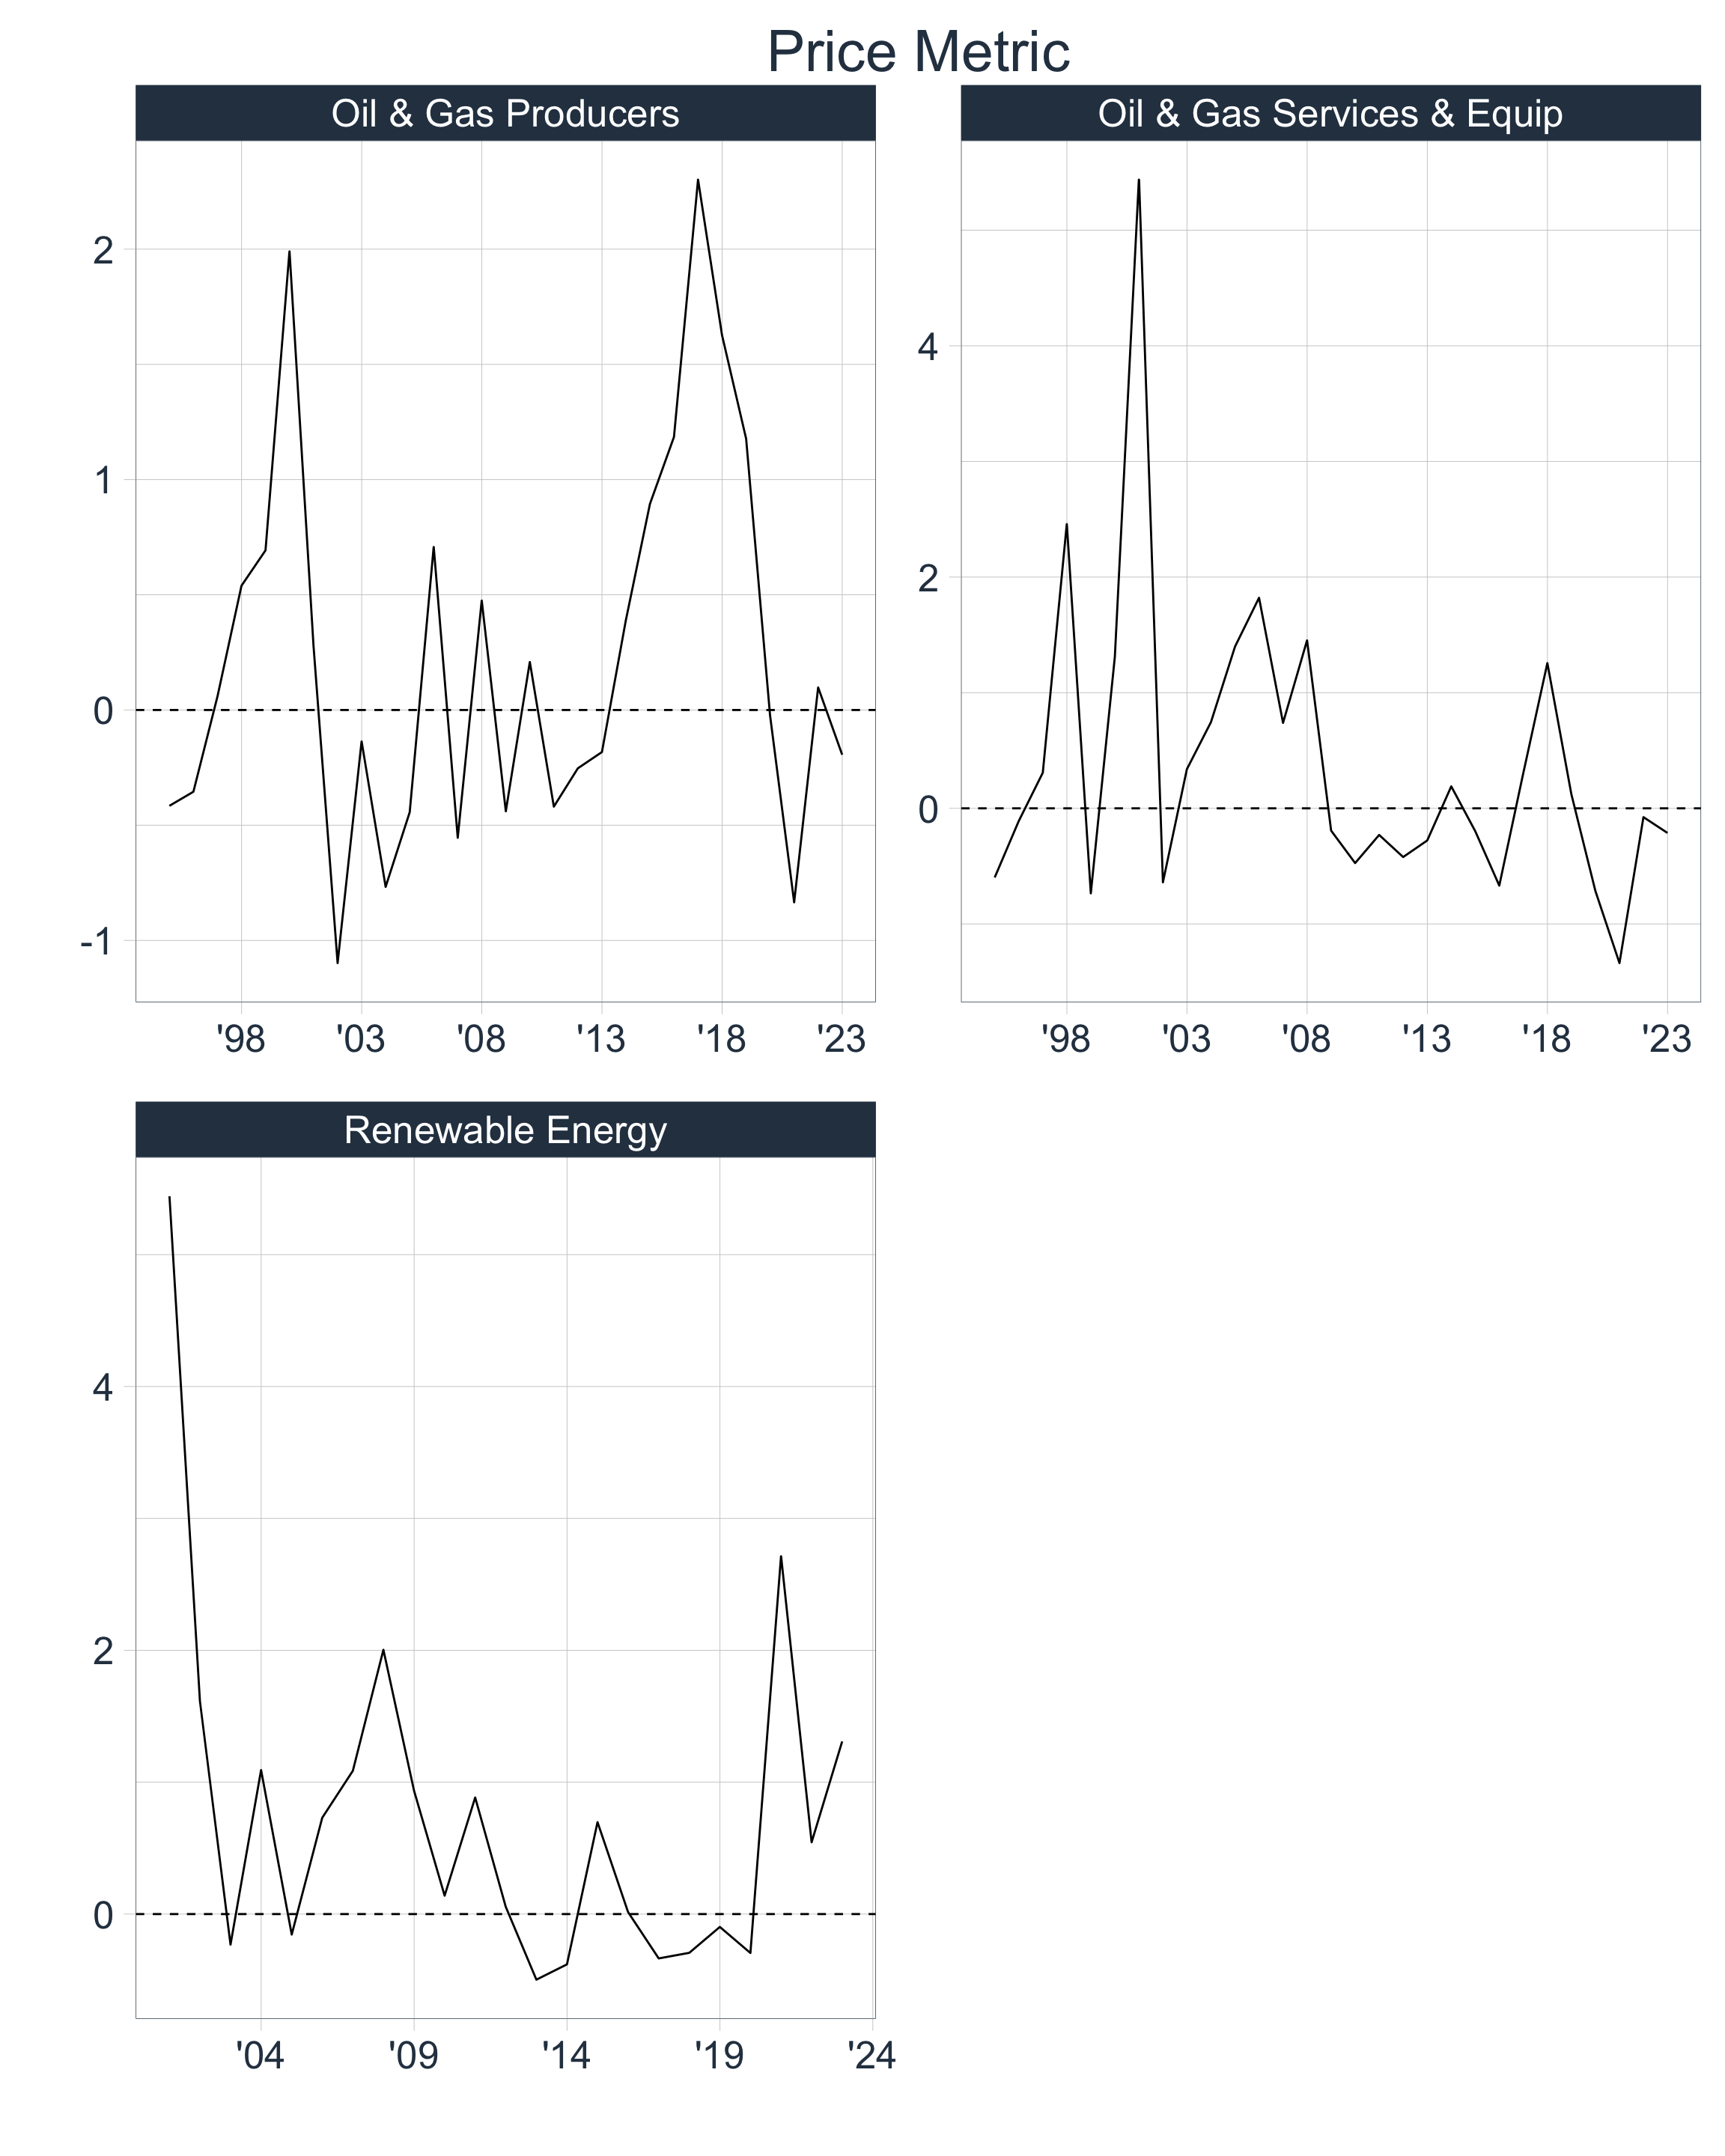 Price Metric
Oil & Gas Producers
Oil & Gas Services & Equip
2
1
0
-1
4
2
0
'98 '03 '08 '13 '18 '23
'98 '03 '08 '13 '18 '23
Renewable Energy
4
2
0
'04 '09 '14 '19 '24